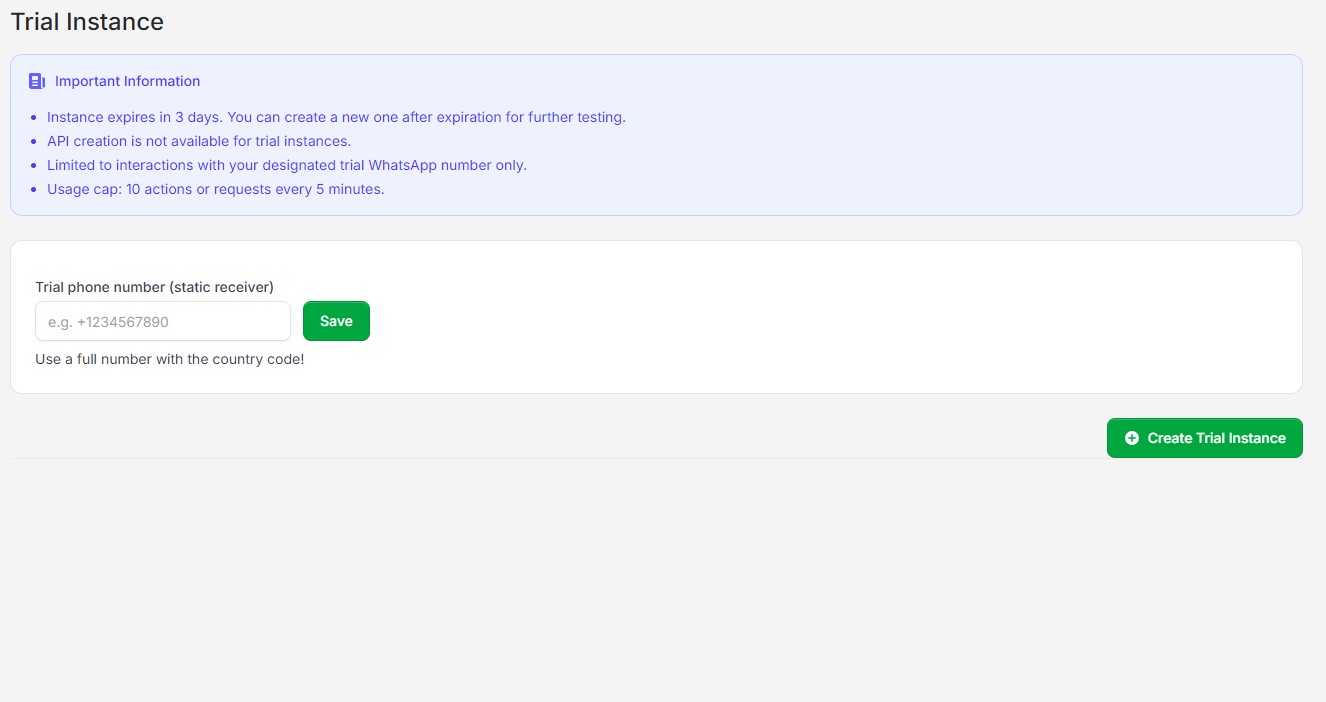 Trial Instance
Important Information
Instance expires in 3 days. You can create a new one after expiration for further testing.
API creation is not available for trial instances.
Limited to interactions with your designated trial WhatsApp number only.
Usage cap: 10 actions or requests every 5 minutes.
Trial phone number (static receiver)
e.g. +1234567890
Save
Use a full number with the country code!
Create Trial Instance